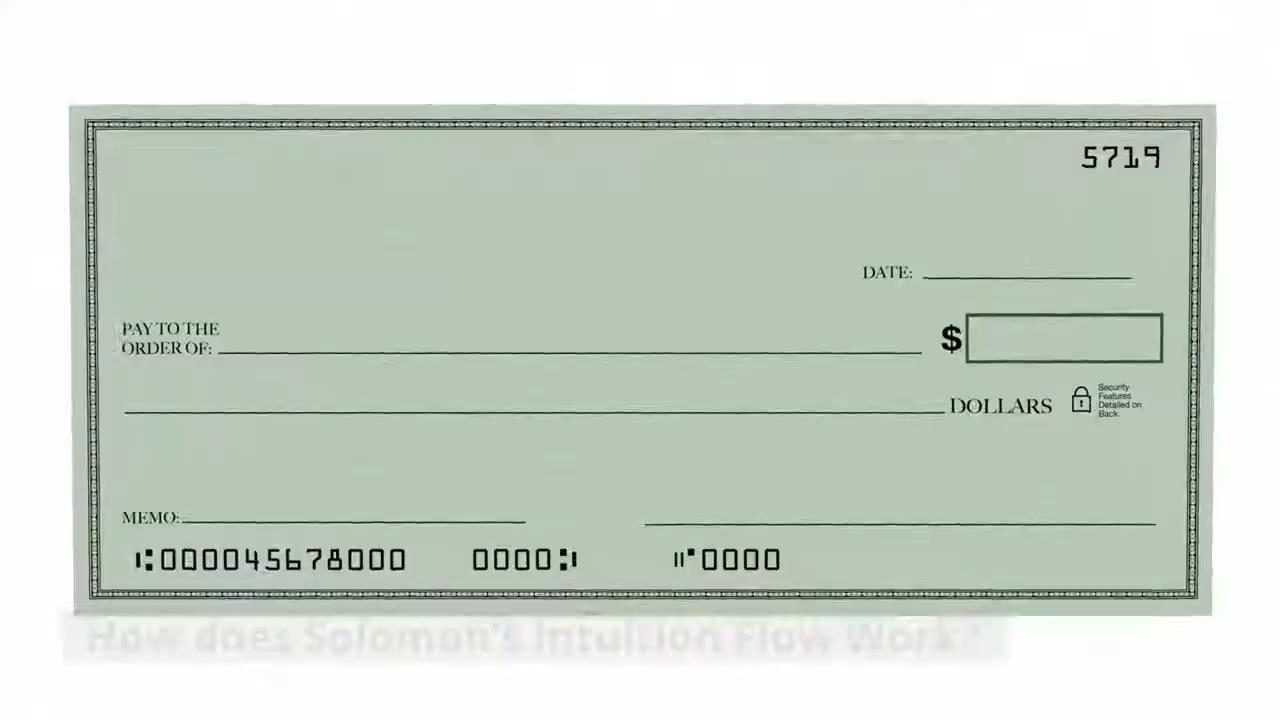 5719
DATE:
PAY TO THE
ORDER OF:
$
DOLLARS
Security
Features
Detailed on
Back.
MEMO:
⑆000045678000 0000⑆ ⑈0000
How does Solomon's Intuition Flow Work?